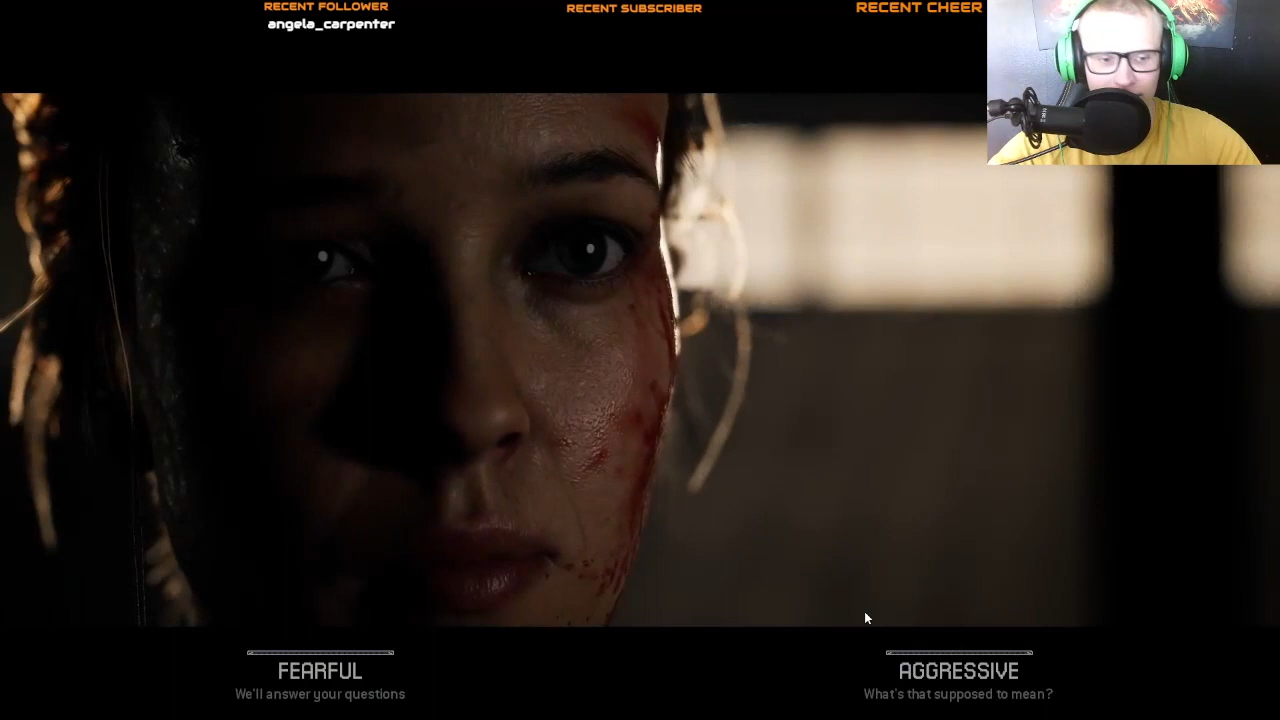 RECENT FOLLOWER
angela_carpenter
RECENT SUBSCRIBER
RECENT CHEER
FEARFUL
We'll answer your questions
AGGRESSIVE
What's that supposed to mean?